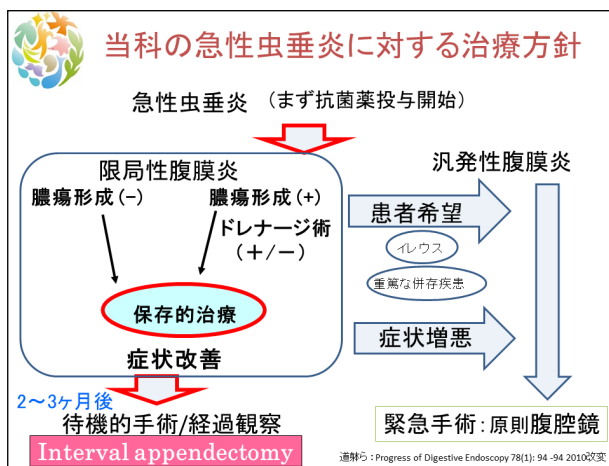 当科の急性虫垂炎に対する治療方針
急性虫垂炎 (まず抗菌薬投与開始)
限局性腹膜炎
膿瘍形成(-) 膿瘍形成(+)
ドレナージ術
(+/-)
保存的治療
症状改善
汎発性腹膜炎
患者希望
イレウス
重篤な併存疾患
症状増悪
2~3ヶ月後
待機的手術/経過観察
Interval appendectomy
緊急手術:原則腹腔鏡
道躰ら:Progress of Digestive Endoscopy 78(1): 94 -94 2010改変